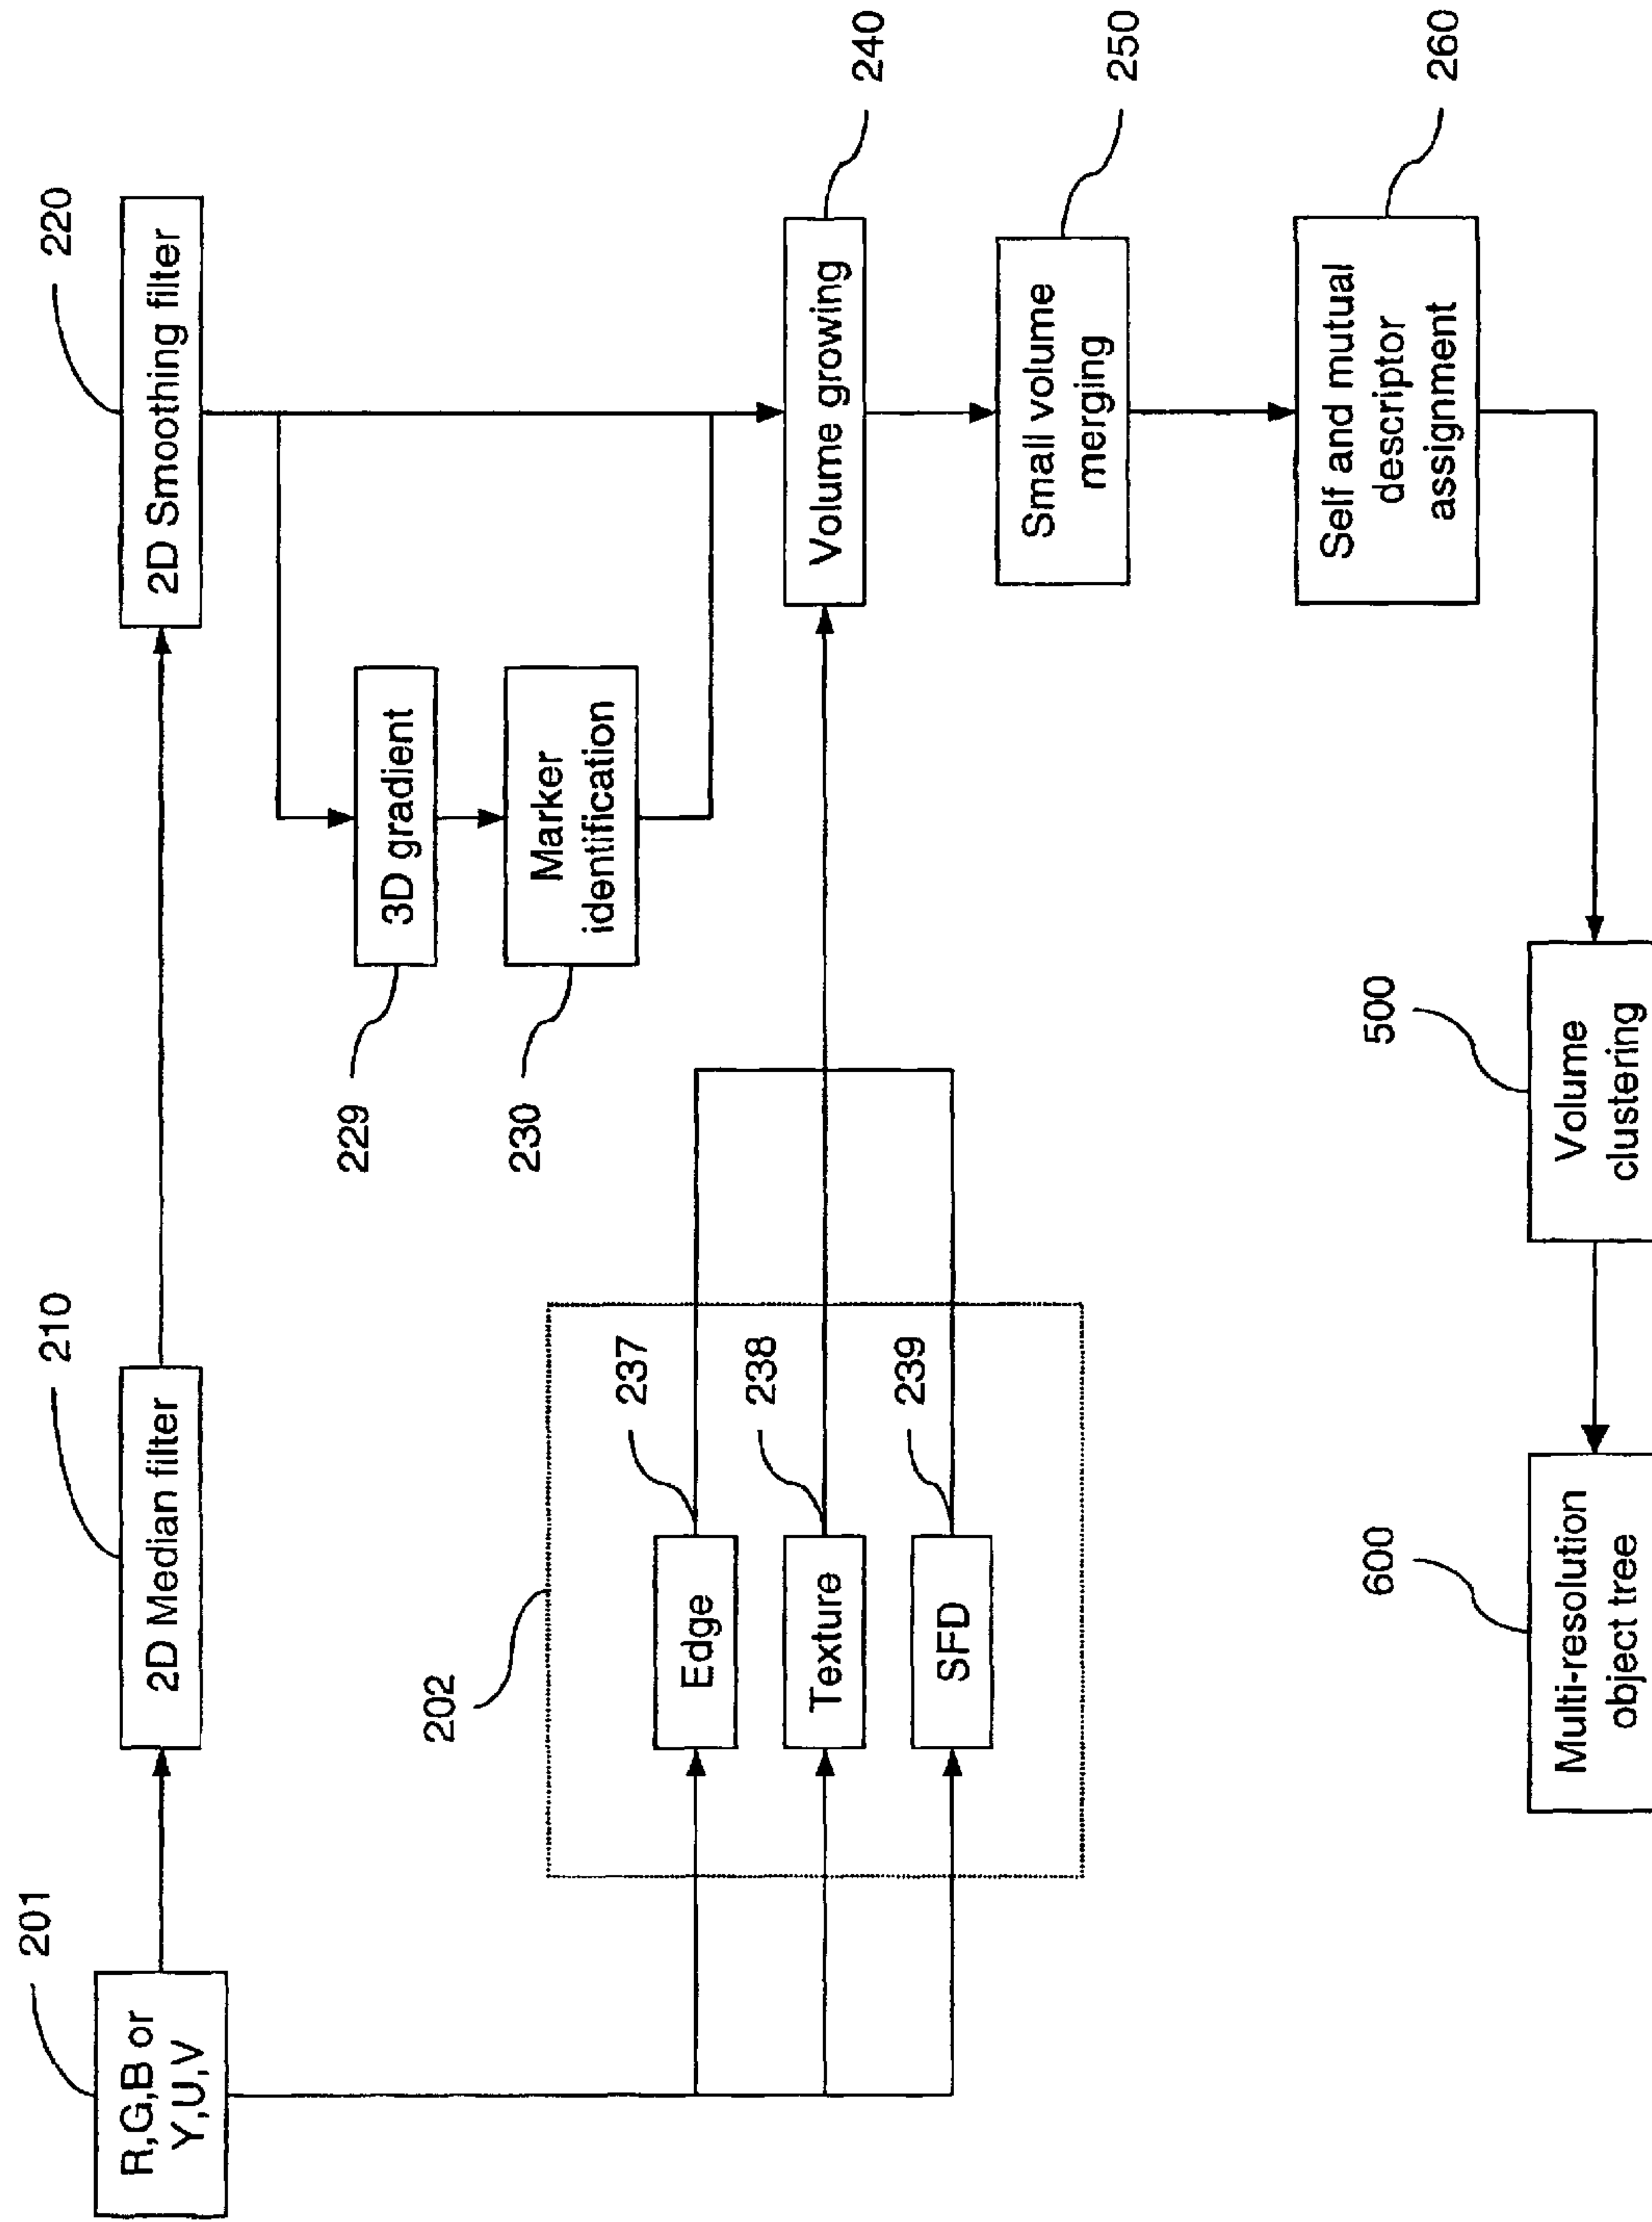 201
R,G,B or
Y,U,V
210
2D Median filter
220
2D Smoothing filter
229
3D gradient
230
Marker
identification
202
237
Edge
238
Texture
239
SFD
240
Volume growing
250
Small volume
merging
260
Self and mutual
descriptor
assignment
500
Volume
clustering
600
Multi-resolution
object tree